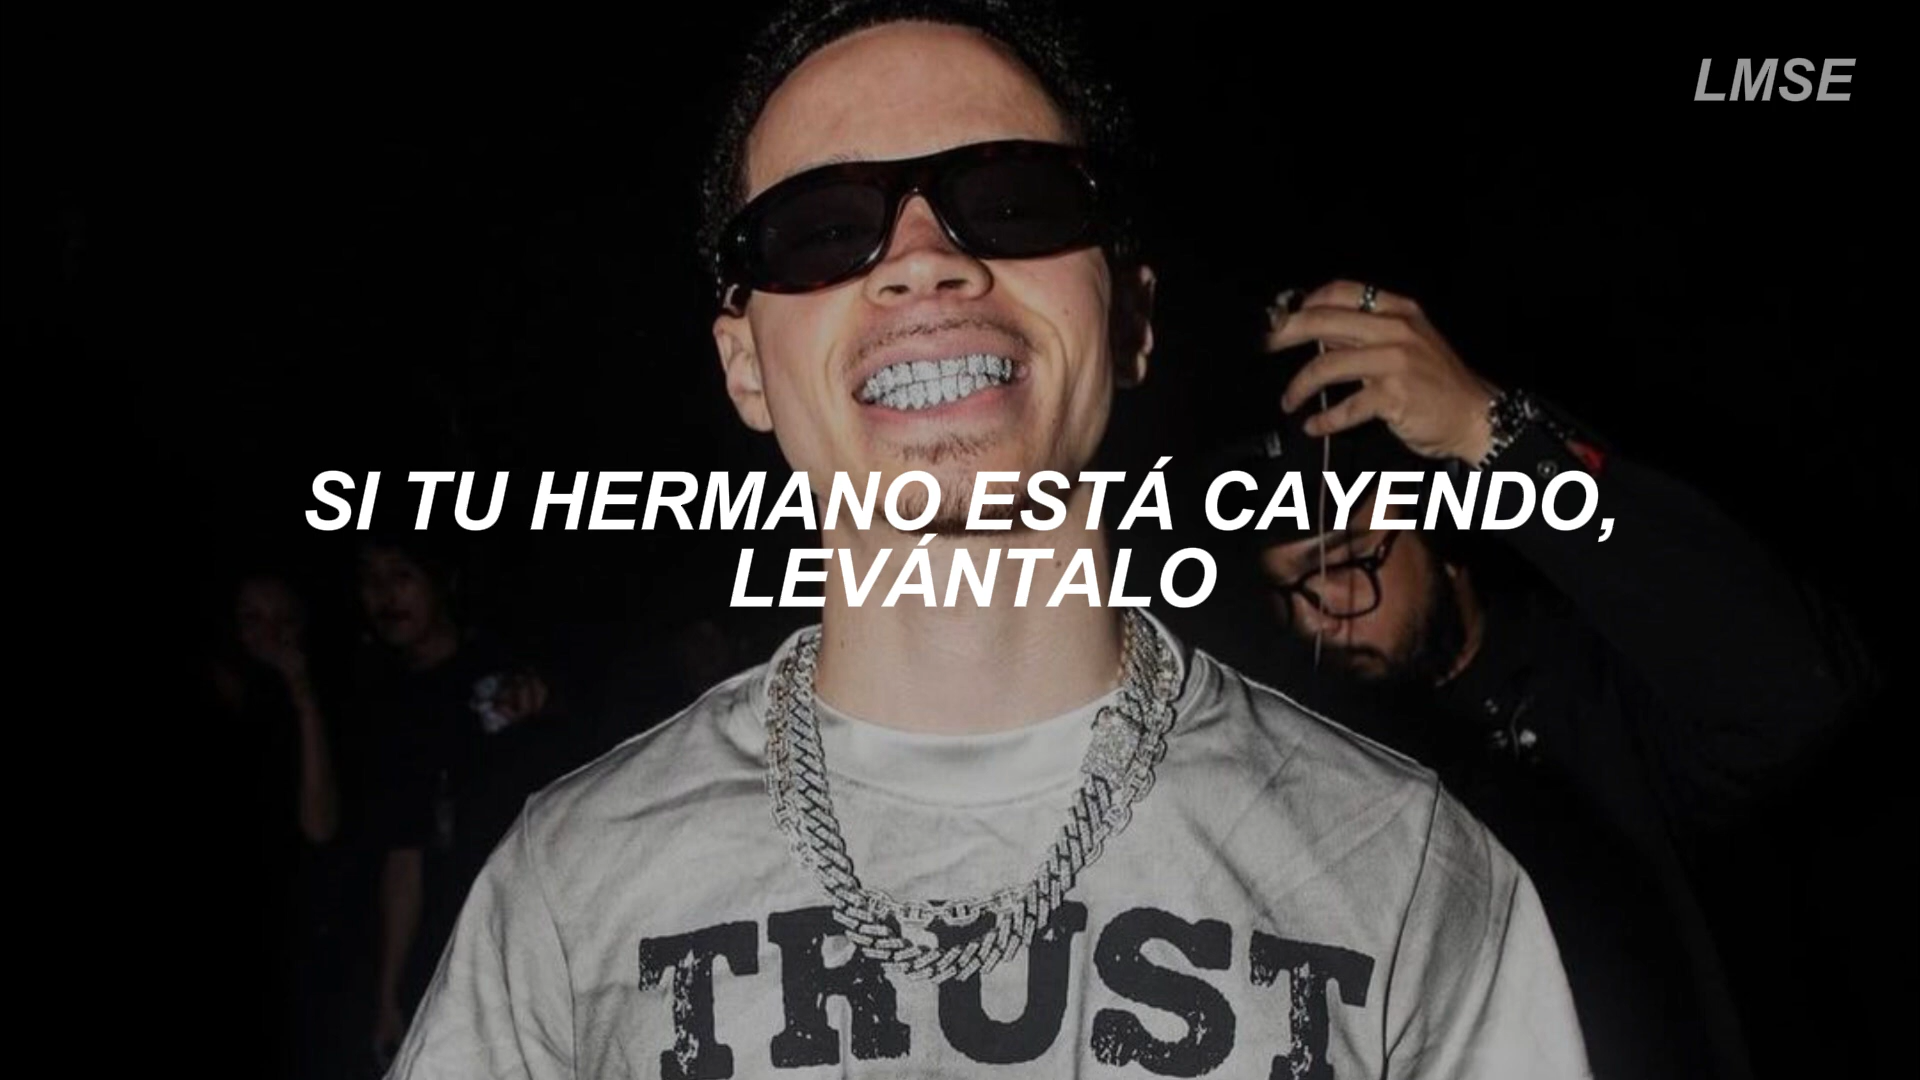 LMSE
SI TU HERMANO ESTÁ CAYENDO,
LEVÁNTALO
TRUST